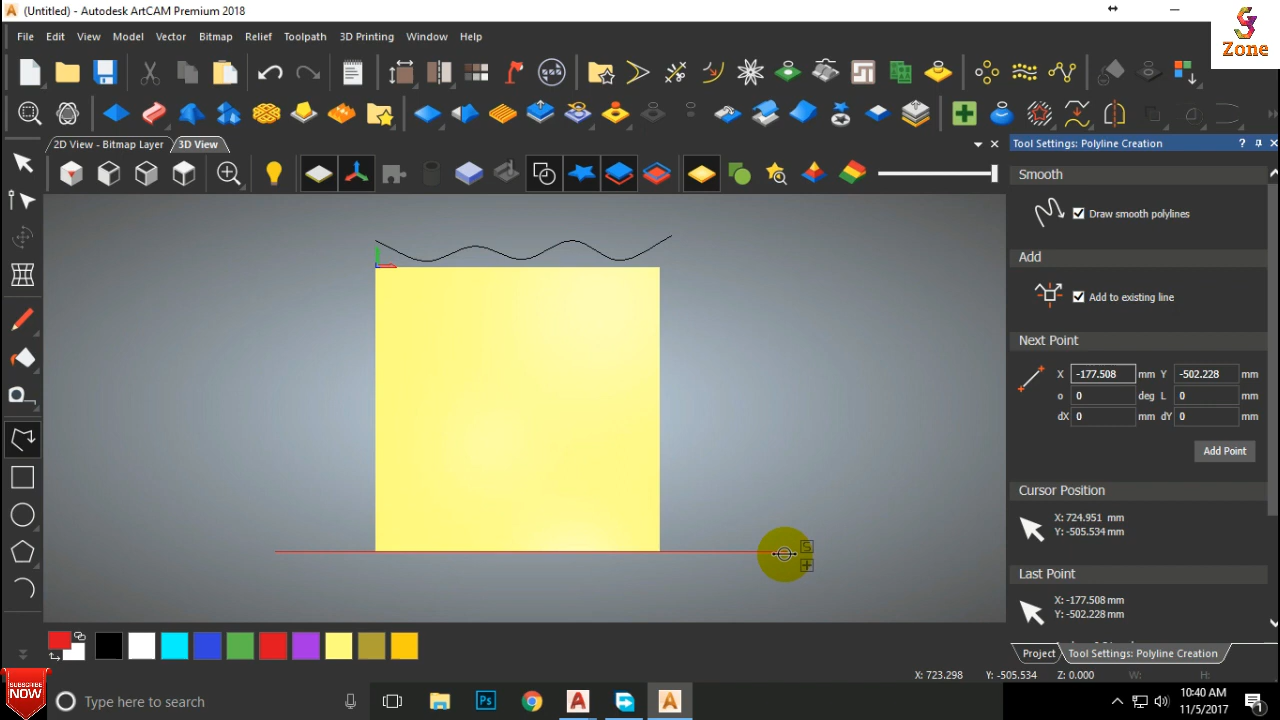 (Untitled) - Autodesk ArtCAM Premium 2018
Zone
File Edit View Model Vector Bitmap Relief Toolpath 3D Printing Window Help
2D View - Bitmap Layer 3D View
Tool Settings: Polyline Creation
Smooth
Draw smooth polylines
Add
Add to existing line
Next Point
X -177.508 mm Y -502.228 mm
o 0 deg L 0 mm
dX 0 mm dY 0 mm
Add Point
Cursor Position
X: 724.951 mm
Y: -505.534 mm
Last Point
X: -177.508 mm
Y: -502.228 mm
S
Project Tool Settings: Polyline Creation
X: 723.298 Y: -505.534 Z: 0.000 W: H:
SUBSCRIBE
NOW
Type here to search
Ps
10:40 AM
11/5/2017
1